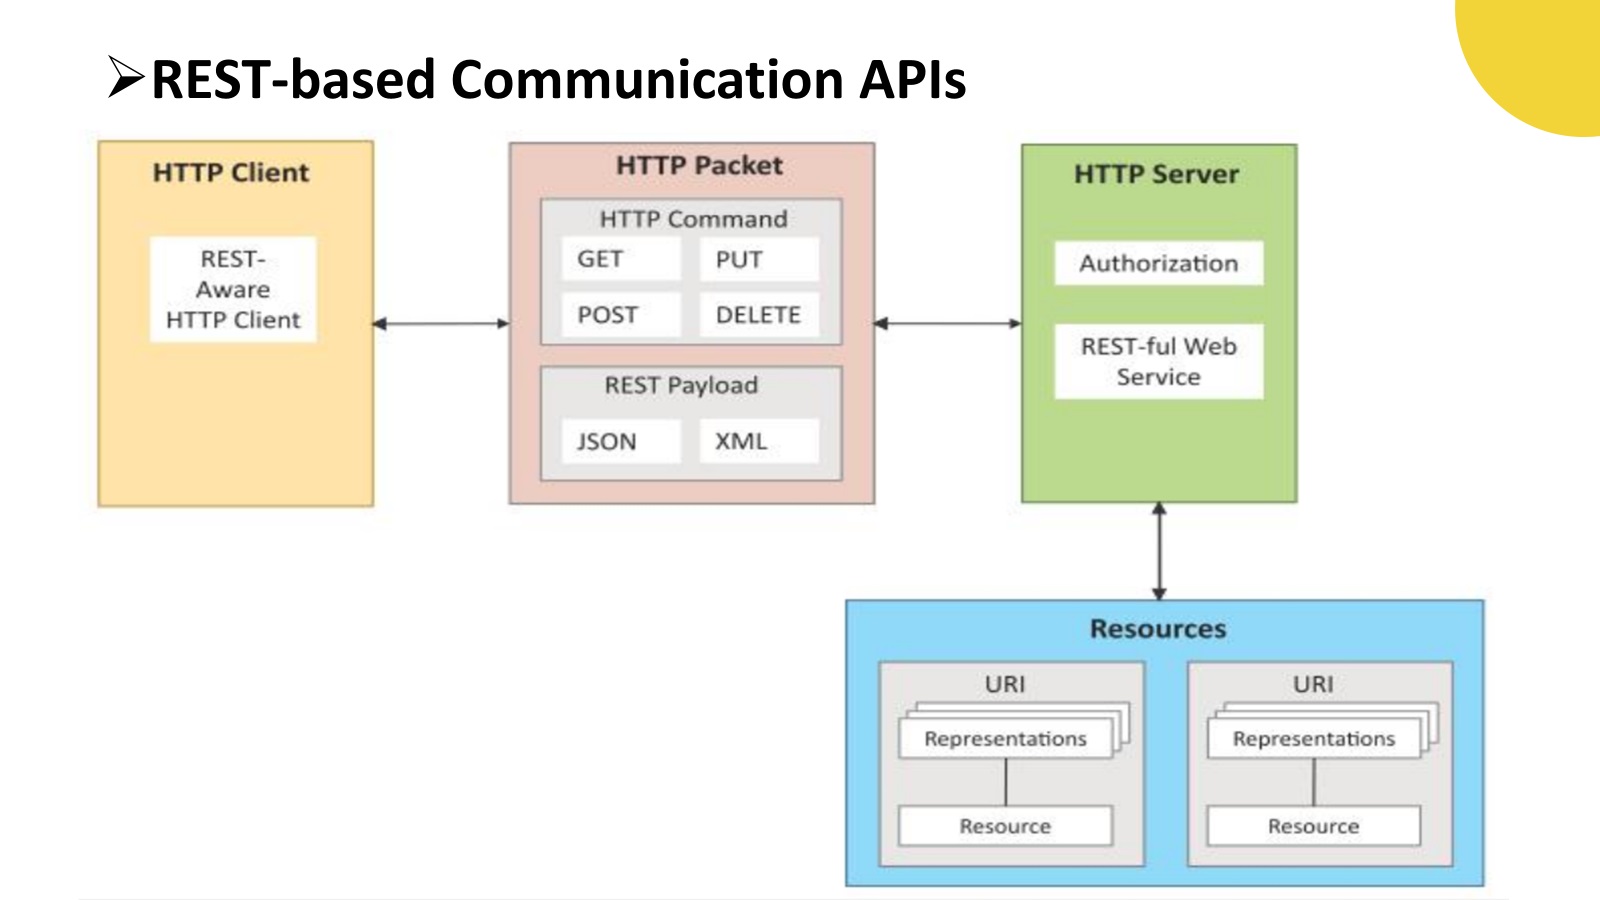 ➢REST-based Communication APIs
HTTP Client
REST-
Aware
HTTP Client
HTTP Packet
HTTP Command
GET
PUT
POST
DELETE
REST Payload
JSON
XML
HTTP Server
Authorization
REST-ful Web
Service
Resources
URI
Representations
Resource
URI
Representations
Resource